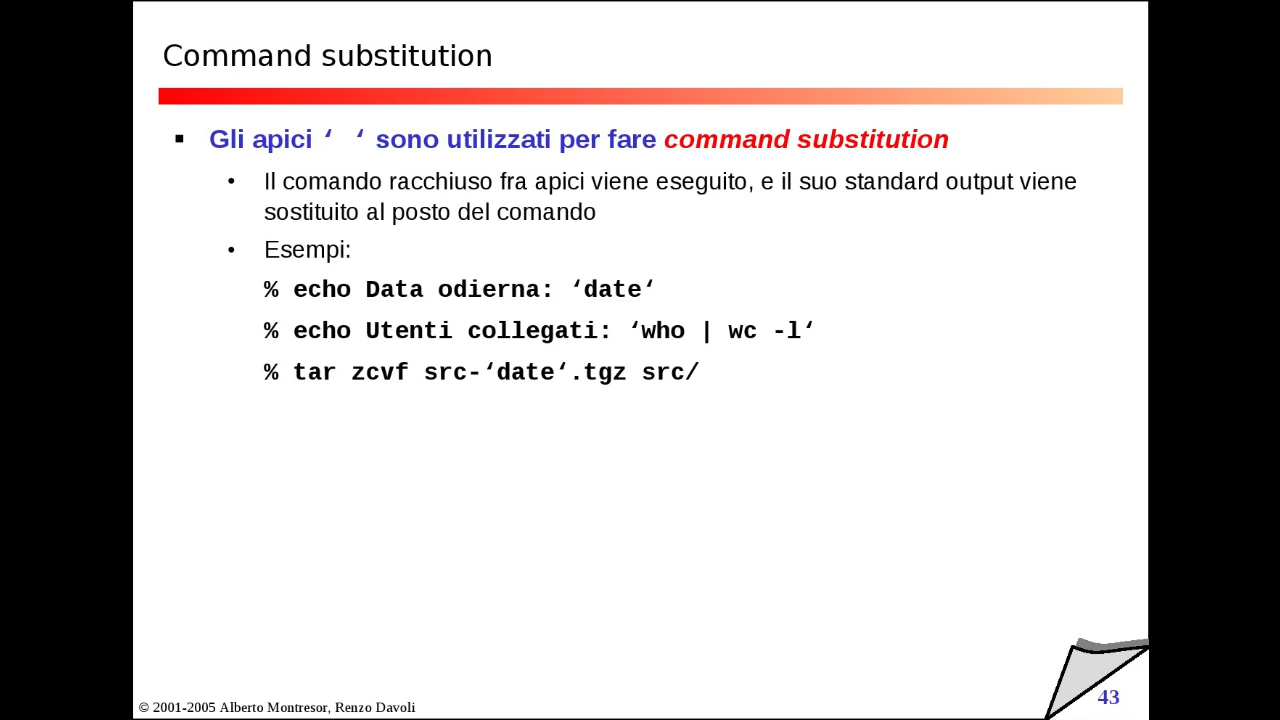 Command substitution
▪ Gli apici ‘ ‘ sono utilizzati per fare command substitution
• Il comando racchiuso fra apici viene eseguito, e il suo standard output viene
sostituito al posto del comando
• Esempi:
% echo Data odierna: ‘date‘
% echo Utenti collegati: ‘who | wc -l‘
% tar zcvf src-‘date‘.tgz src/
© 2001-2005 Alberto Montresor, Renzo Davoli
43